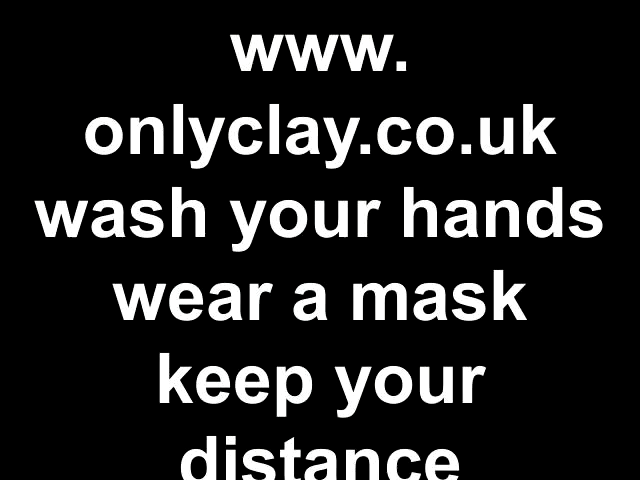 www.
onlyclay.co.uk
wash your hands
wear a mask
keep your
distance